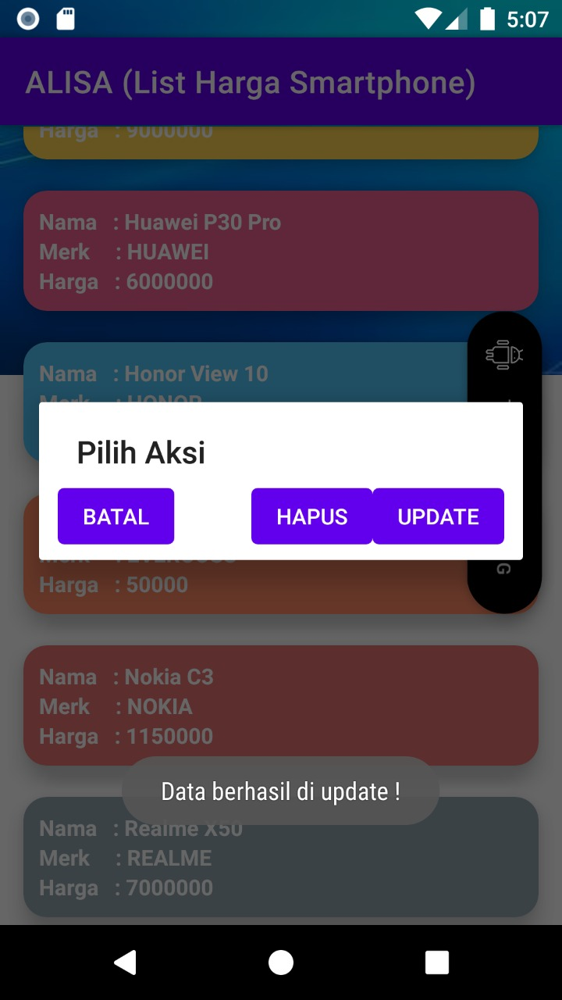 5:07
ALISA (List Harga Smartphone)
Harga : 9000000
Nama : Huawei P30 Pro
Merk : HUAWEI
Harga : 6000000
Nama : Honor View 10
Merk : HONOR
Pilih Aksi
BATAL HAPUS UPDATE
G
Merk : EVERCOSS
Harga : 50000
Nama : Nokia C3
Merk : NOKIA
Harga : 1150000
Data berhasil di update !
Nama : Realme X50
Merk : REALME
Harga : 7000000